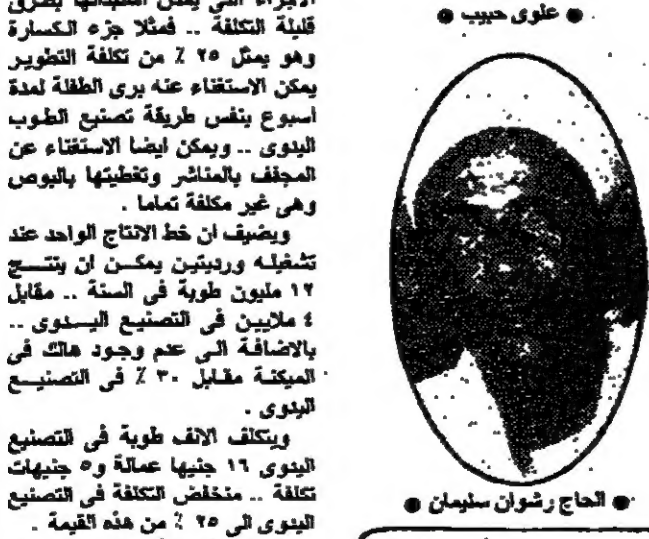 ● علوى حبيب ●
● الحاج رشوان سليمان ●
الاجزاء التى يمكن بطرق
قليلة التكلفة .. فمثلا جزء الكسارة
وهو يمثل ٢٥ ٪ من تكلفة التطوير
يمكن الاستغناء عنه برى الطفلة لمدة
اسبوع بنفس طريقة تصنيع الطوب
اليدوى .. ويمكن ايضا الاستغناء عن
المجفف بالمناشر وتغطيتها بالبوص
وهى غير مكلفة تماما .
ويضيف ان خط الانتاج الواحد عند
تشغيله ورديتين يمكن ان ينتج
١٢ مليون طوبة فى السنة .. مقابل
٤ ملايين فى التصنيع اليدوى ..
بالاضافة الى عدم وجود هالك فى
الميكنة مقابل ٣٠ ٪ فى التصنيع
اليدوى .
ويتكلف الالف طوبة فى التصنيع
اليدوى ١٦ جنيها عمالة و٥ جنيهات
تكلفة .. منخفض التكلفة فى التصنيع
اليدوى الى ٢٥ ٪ من هذه القيمة .